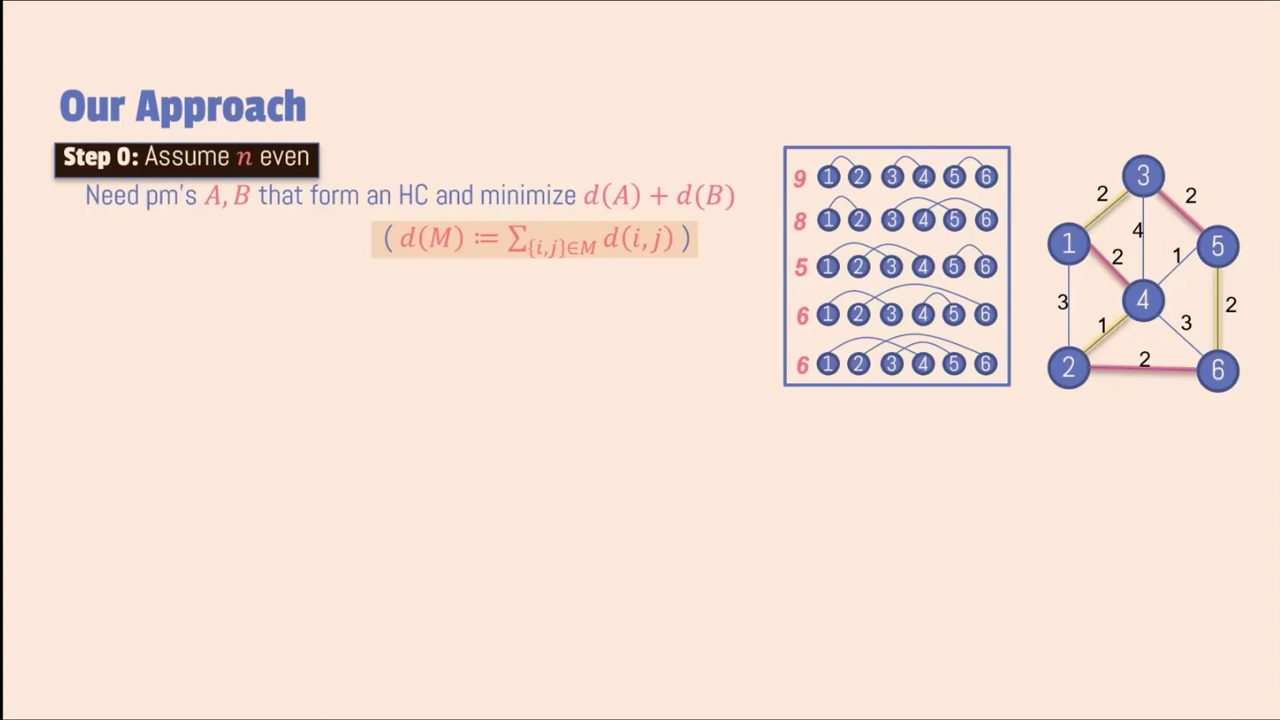 Our Approach
Step 0: Assume n even
Need pm's A, B that form an HC and minimize d(A) + d(B)
( d(M) ≔ ∑_{{i,j}∈M} d(i,j) )
9 1 2 3 4 5 6
8 1 2 3 4 5 6
5 1 2 3 4 5 6
6 1 2 3 4 5 6
6 1 2 3 4 5 6
3
2 2
4
1 5
2 1
4
3 2
1 3
2
2 6